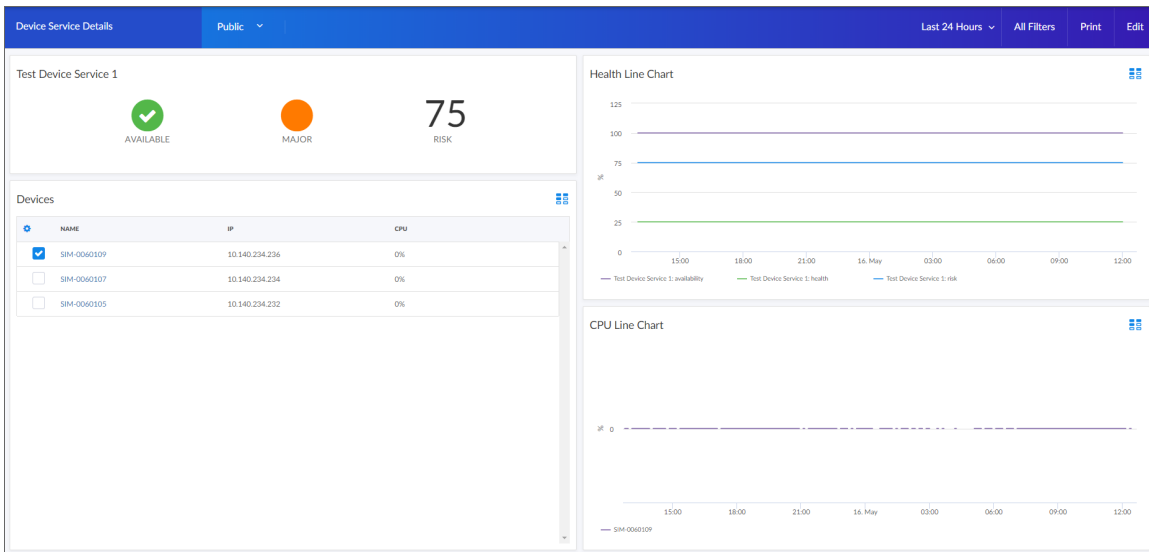 Device Service Details
Public
Last 24 Hours
All Filters
Print
Edit
Test Device Service 1
AVAILABLE
MAJOR
75
RISK
Devices
NAME IP CPU
SIM-0060109 10.140.234.236 0%
SIM-0060107 10.140.234.234 0%
SIM-0060105 10.140.234.232 0%
Health Line Chart
125
100
75
%
50
25
0
15:00 18:00 21:00 16. May 03:00 06:00 09:00 12:00
Test Device Service 1: availability Test Device Service 1: health Test Device Service 1: risk
CPU Line Chart
% 0
15:00 18:00 21:00 16. May 03:00 06:00 09:00 12:00
SIM-0060109